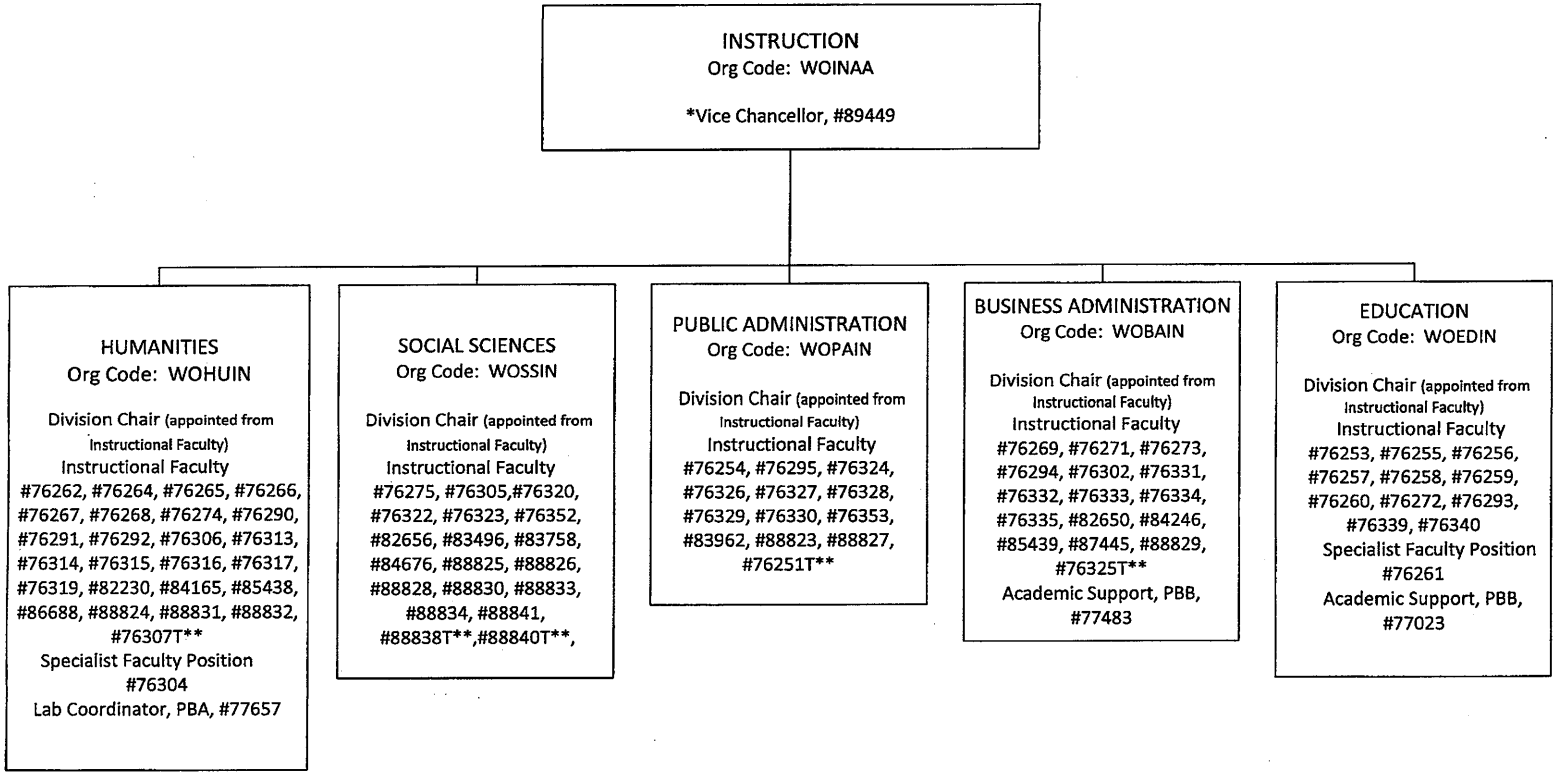 INSTRUCTION
Org Code: WOINAA
*Vice Chancellor, #89449
HUMANITIES
Org Code: WOHUIN
Division Chair (appointed from
Instructional Faculty)
Instructional Faculty
#76262, #76264, #76265, #76266,
#76267, #76268, #76274, #76290,
#76291, #76292, #76306, #76313,
#76314, #76315, #76316, #76317,
#76319, #82230, #84165, #85438,
#86688, #88824, #88831, #88832,
#76307T**
Specialist Faculty Position
#76304
Lab Coordinator, PBA, #77657
SOCIAL SCIENCES
Org Code: WOSSIN
Division Chair (appointed from
Instructional Faculty)
Instructional Faculty
#76275, #76305,#76320,
#76322, #76323, #76352,
#82656, #83496, #83758,
#84676, #88825, #88826,
#88828, #88830, #88833,
#88834, #88841,
#88838T**,#88840T**,
PUBLIC ADMINISTRATION
Org Code: WOPAIN
Division Chair (appointed from
Instructional Faculty)
Instructional Faculty
#76254, #76295, #76324,
#76326, #76327, #76328,
#76329, #76330, #76353,
#83962, #88823, #88827,
#76251T**
BUSINESS ADMINISTRATION
Org Code: WOBAIN
Division Chair (appointed from
Instructional Faculty)
Instructional Faculty
#76269, #76271, #76273,
#76294, #76302, #76331,
#76332, #76333, #76334,
#76335, #82650, #84246,
#85439, #87445, #88829,
#76325T**
Academic Support, PBB,
#77483
EDUCATION
Org Code: WOEDIN
Division Chair (appointed from
Instructional Faculty)
Instructional Faculty
#76253, #76255, #76256,
#76257, #76258, #76259,
#76260, #76272, #76293,
#76339, #76340
Specialist Faculty Position
#76261
Academic Support, PBB,
#77023